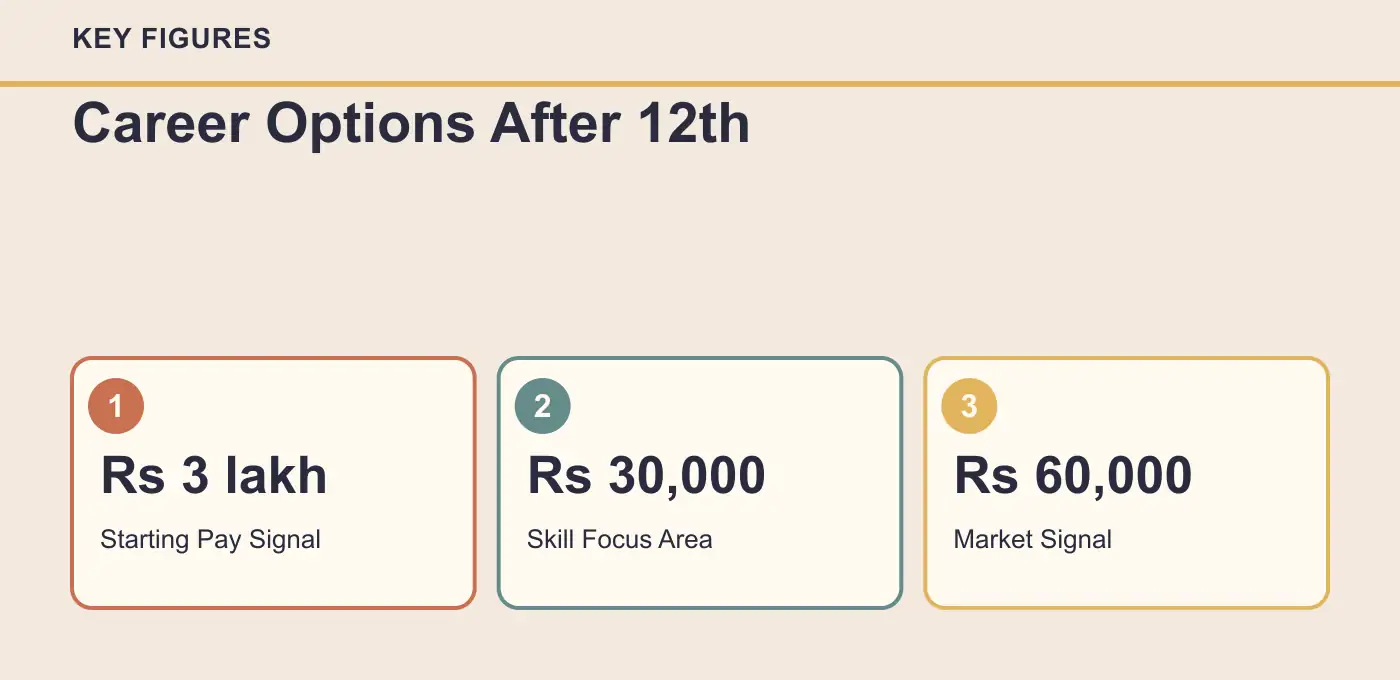 KEY FIGURES
Career Options After 12th
1
Rs 3 lakh
Starting Pay Signal
2
Rs 30,000
Skill Focus Area
3
Rs 60,000
Market Signal